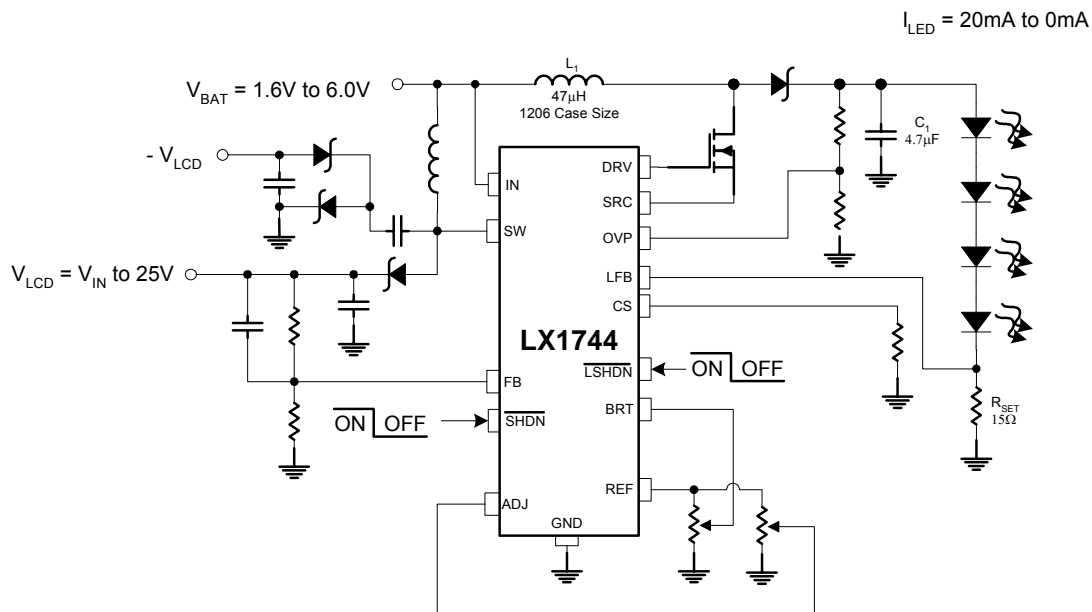 I_LED = 20mA to 0mA
L_1
47µH
1206 Case Size
V_BAT = 1.6V to 6.0V
C_1
4.7µF
- V_LCD
DRV
IN
SRC
SW
OVP
V_LCD = V_IN to 25V
LFB
CS
LX1744
LSHDN
ON OFF
FB
BRT
R_SET
15Ω
ON OFF
SHDN
REF
ADJ
GND